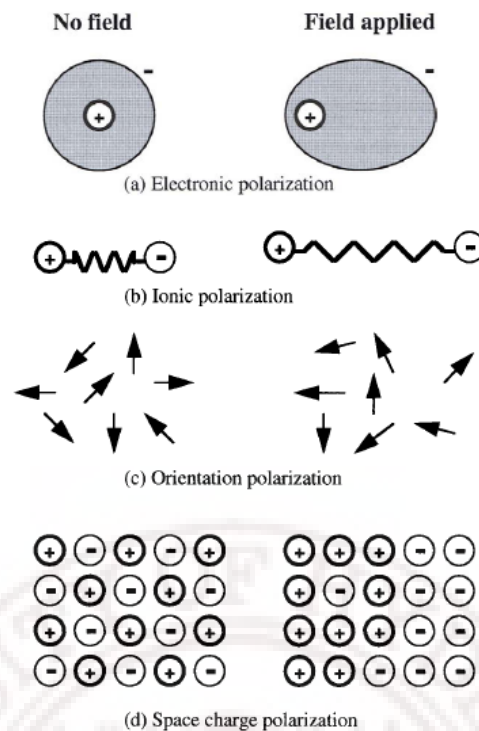 No field Field applied
- -
+ +
(a) Electronic polarization
+ - + -
(b) Ionic polarization
(c) Orientation polarization
+ - + - + + + + - -
- + - + - + - + - -
+ - + - + + + + - -
- + - + - + + - - -
(d) Space charge polarization